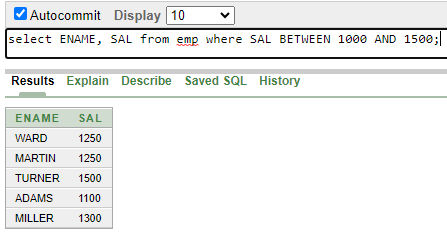 Autocommit Display 10
select ENAME, SAL from emp where SAL BETWEEN 1000 AND 1500;
Results Explain Describe Saved SQL History
ENAME SAL
WARD 1250
MARTIN 1250
TURNER 1500
ADAMS 1100
MILLER 1300